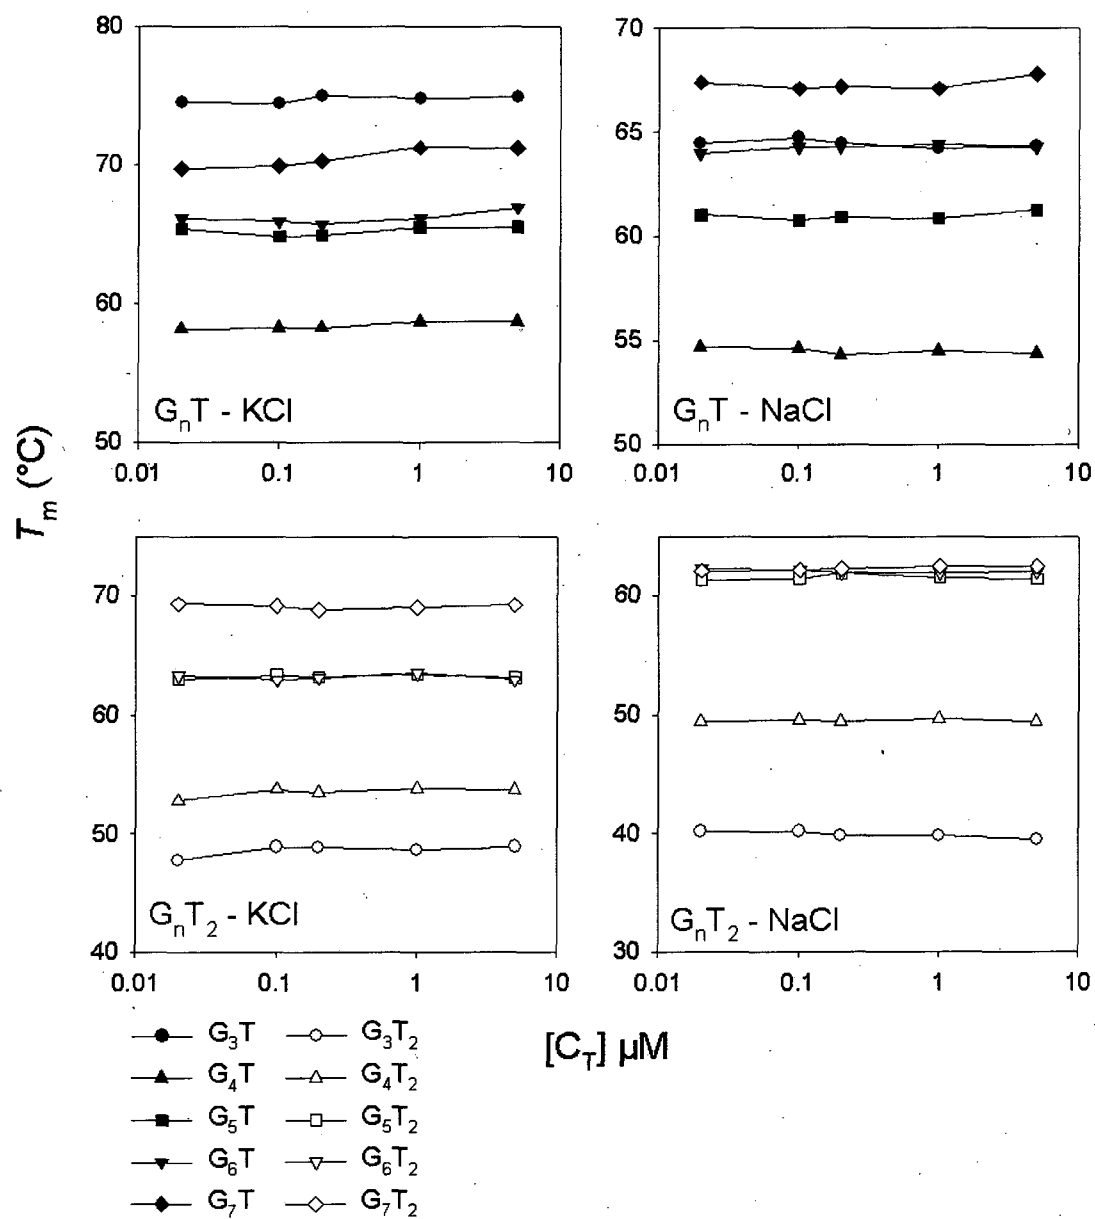 80
70
60
50
GnT - KCl
0.01 0.1 1 10
70
65
60
55
50
GnT - NaCl
0.01 0.1 1 10
Tm (°C)
70
60
50
40
GnT2 - KCl
0.01 0.1 1 10
60
50
40
30
GnT2 - NaCl
0.01 0.1 1 10
[CT] µM
G3T G3T2
G4T G4T2
G5T G5T2
G6T G6T2
G7T G7T2